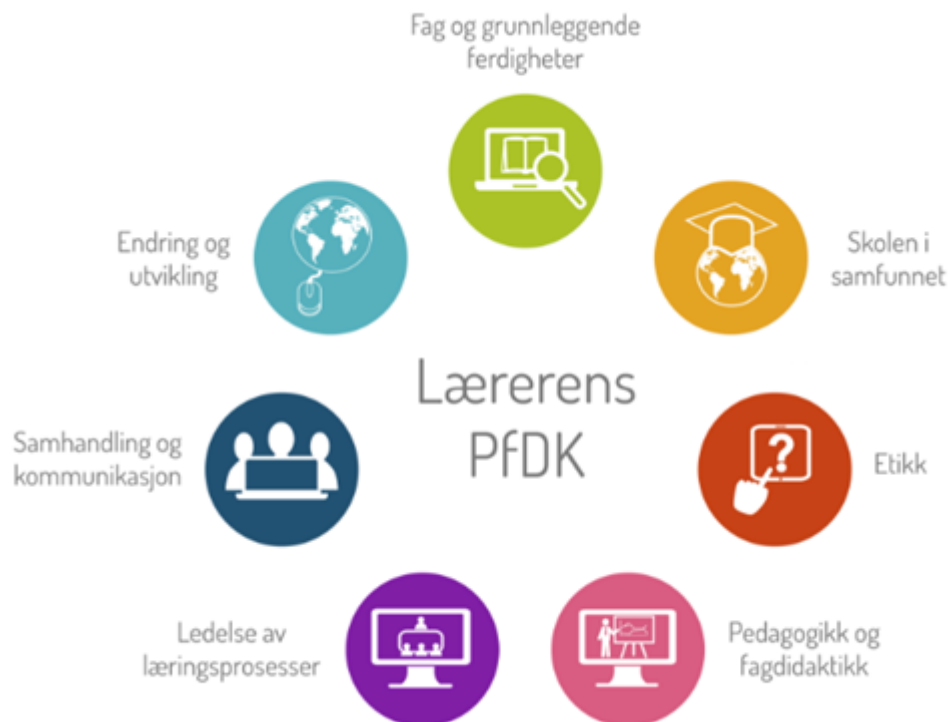 Fag og grunnleggende
ferdigheter
Skolen i
samfunnet
Etikk
Pedagogikk og
fagdidaktikk
Ledelse av
læringsprosesser
Samhandling og
kommunikasjon
Endring og
utvikling
Lærerens
PfDK
?